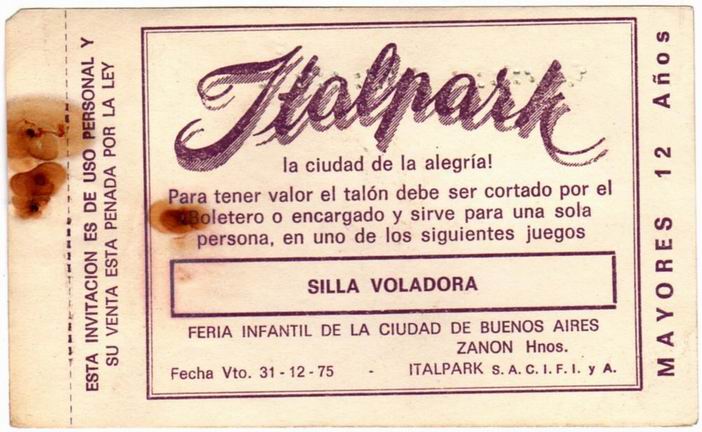 ESTA INVITACION ES DE USO PERSONAL Y
SU VENTA ESTA PENADA POR LA LEY
Italpark
la ciudad de la alegría!
Para tener valor el talón debe ser cortado por el
Boletero o encargado y sirve para una sola
persona, en uno de los siguientes juegos
SILLA VOLADORA
FERIA INFANTIL DE LA CIUDAD DE BUENOS AIRES
ZANON Hnos.
Fecha Vto. 31-12-75 - ITALPARK S. A. C. I. F. I. y A.
MAYORES 12 Años